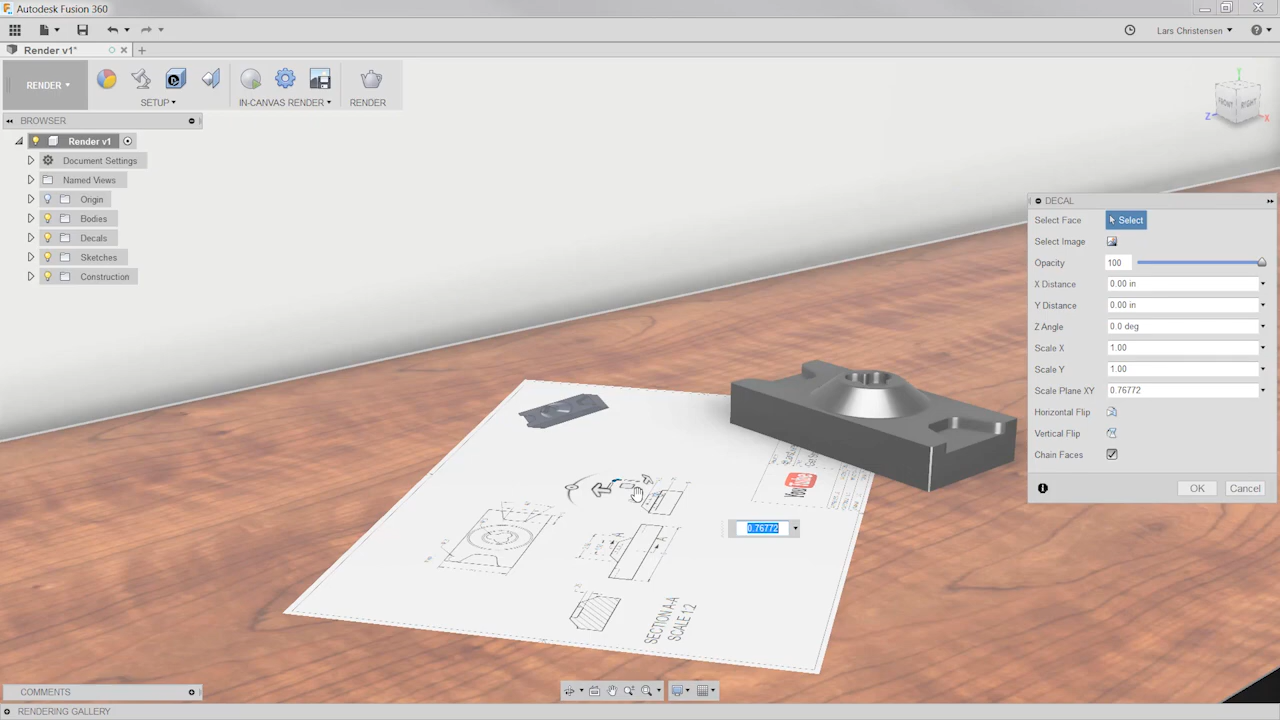 Autodesk Fusion 360
Lars Christensen
Render v1*
RENDER
SETUP
IN-CANVAS RENDER
RENDER
BROWSER
Render v1
Document Settings
Named Views
Origin
Bodies
Decals
Sketches
Construction
FRONT
RIGHT
Y
Z
X
DECAL
Select Face
Select
Select Image
Opacity
100
X Distance
0.00 in
Y Distance
0.00 in
Z Angle
0.0 deg
Scale X
1.00
Scale Y
1.00
Scale Plane XY
0.76772
Horizontal Flip
Vertical Flip
Chain Faces
OK
Cancel
0.76772
YouTube
A
A
SECTION A-A
SCALE 1:2
COMMENTS
RENDERING GALLERY